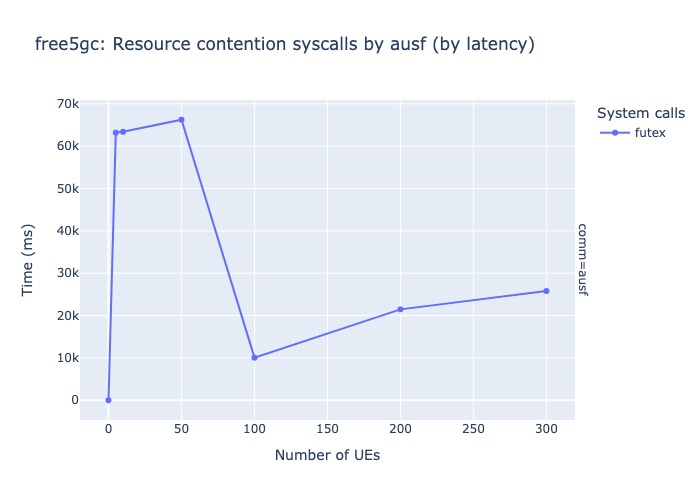 free5gc: Resource contention syscalls by ausf (by latency)
System calls
futex
70k
60k
50k
40k
30k
20k
10k
0
Time (ms)
comm=ausf
0 50 100 150 200 250 300
Number of UEs